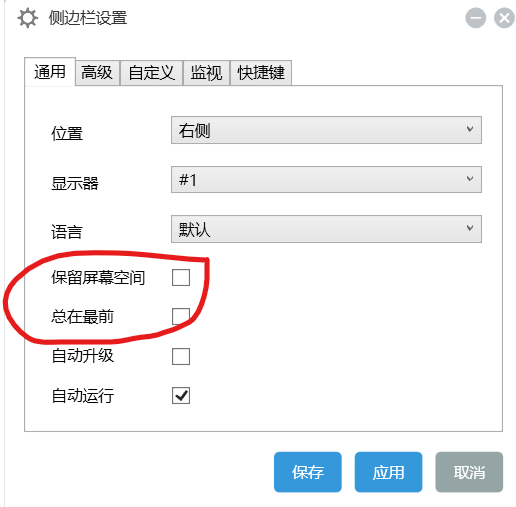 侧边栏设置
通用 高级 自定义 监视 快捷键
位置 右侧
显示器 #1
语言 默认
保留屏幕空间
总在最前
自动升级
自动运行
保存 应用 取消